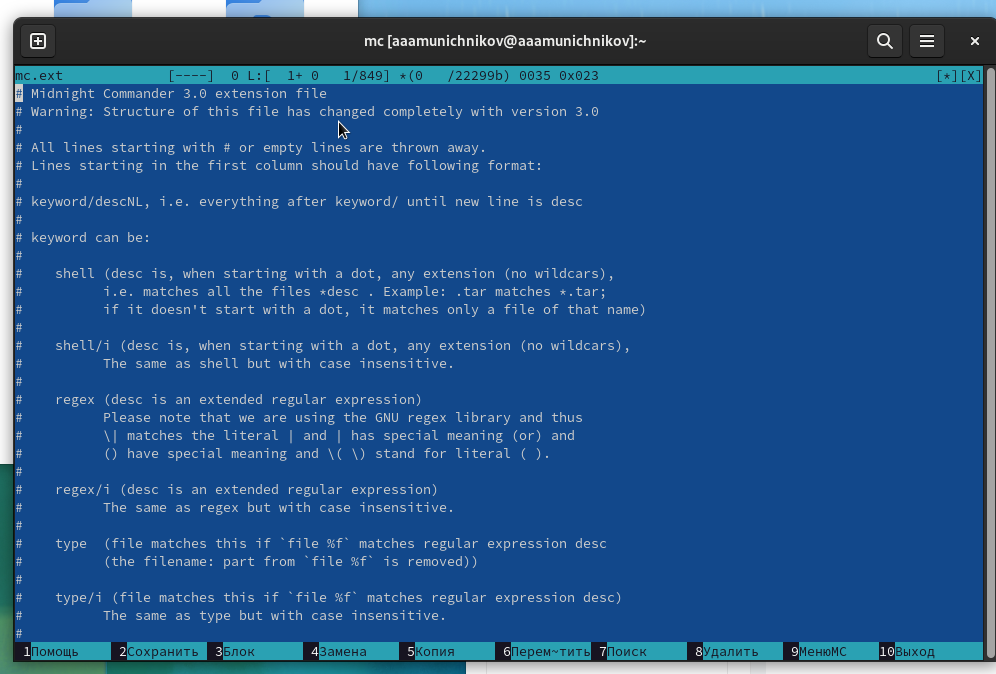 mc [aaamunichnikov@aaamunichnikov]:~
mc.ext [----] 0 L:[ 1+ 0 1/849] *(0 /22299b) 0035 0x023 [*][X]
# Midnight Commander 3.0 extension file
# Warning: Structure of this file has changed completely with version 3.0
#
# All lines starting with # or empty lines are thrown away.
# Lines starting in the first column should have following format:
#
# keyword/descNL, i.e. everything after keyword/ until new line is desc
#
# keyword can be:
#
#    shell (desc is, when starting with a dot, any extension (no wildcars),
#          i.e. matches all the files *desc . Example: .tar matches *.tar;
#          if it doesn't start with a dot, it matches only a file of that name)
#
#    shell/i (desc is, when starting with a dot, any extension (no wildcars),
#          The same as shell but with case insensitive.
#
#    regex (desc is an extended regular expression)
#          Please note that we are using the GNU regex library and thus
#          \| matches the literal | and | has special meaning (or) and
#          () have special meaning and \( \) stand for literal ( ).
#
#    regex/i (desc is an extended regular expression)
#          The same as regex but with case insensitive.
#
#    type  (file matches this if `file %f` matches regular expression desc
#          (the filename: part from `file %f` is removed))
#
#    type/i (file matches this if `file %f` matches regular expression desc)
#          The same as type but with case insensitive.
#
1Помощь 2Сохранить 3Блок 4Замена 5Копия 6Перем~тить 7Поиск 8Удалить 9МенюMC 10Выход